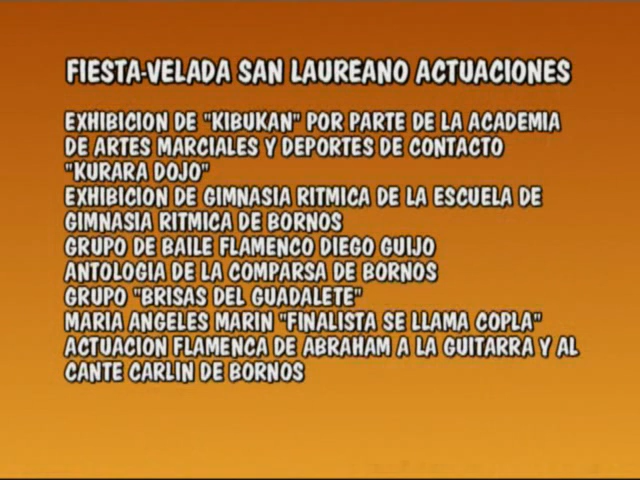 FIESTA-VELADA SAN LAUREANO ACTUACIONES
EXHIBICION DE "KIBUKAN" POR PARTE DE LA ACADEMIA
DE ARTES MARCIALES Y DEPORTES DE CONTACTO
"KURARA DOJO"
EXHIBICION DE GIMNASIA RITMICA DE LA ESCUELA DE
GIMNASIA RITMICA DE BORNOS
GRUPO DE BAILE FLAMENCO DIEGO GUIJO
ANTOLOGIA DE LA COMPARSA DE BORNOS
GRUPO "BRISAS DEL GUADALETE"
MARIA ANGELES MARIN "FINALISTA SE LLAMA COPLA"
ACTUACION FLAMENCA DE ABRAHAM A LA GUITARRA Y AL
CANTE CARLIN DE BORNOS